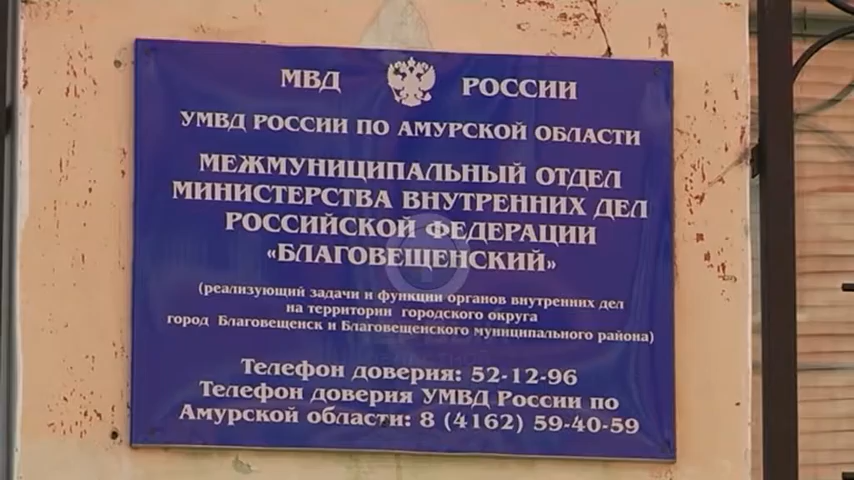 МВД РОССИИ
УМВД РОССИИ ПО АМУРСКОЙ ОБЛАСТИ
МЕЖМУНИЦИПАЛЬНЫЙ ОТДЕЛ
МИНИСТЕРСТВА ВНУТРЕННИХ ДЕЛ
РОССИЙСКОЙ ФЕДЕРАЦИИ
«БЛАГОВЕЩЕНСКИЙ»
(реализующий задачи и функции органов внутренних дел
на территории городского округа
город Благовещенск и Благовещенского муниципального района)
Телефон доверия: 52-12-96
Телефон доверия УМВД России по
Амурской области: 8 (4162) 59-40-59